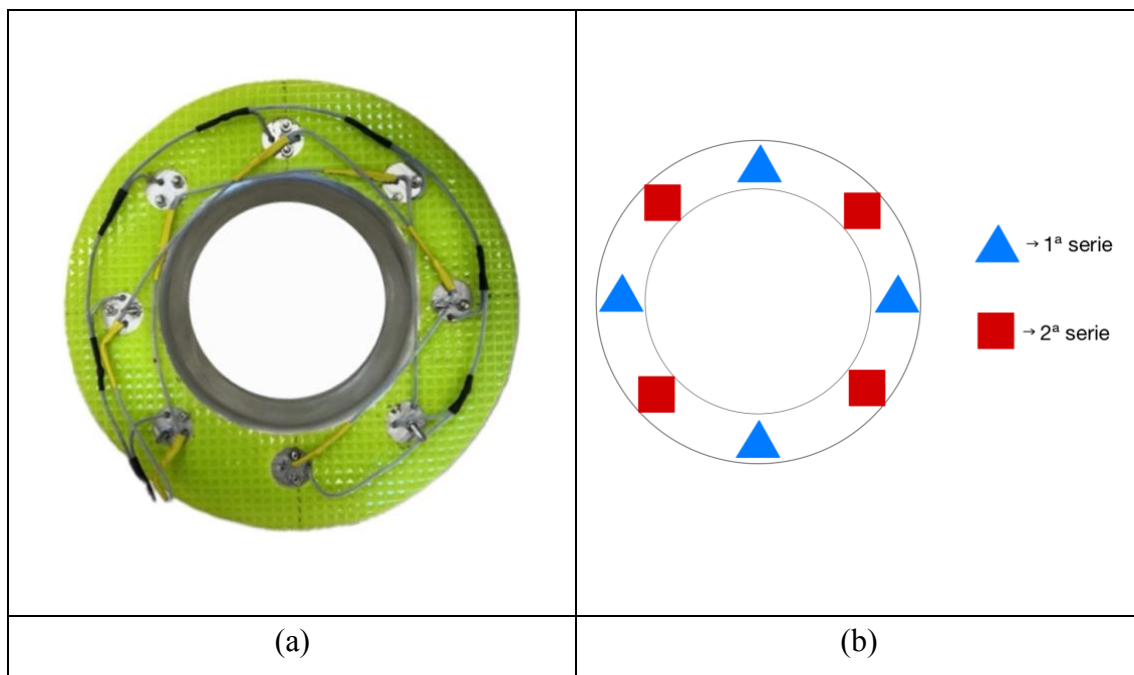 → 1ª serie
→ 2ª serie
(a)
(b)